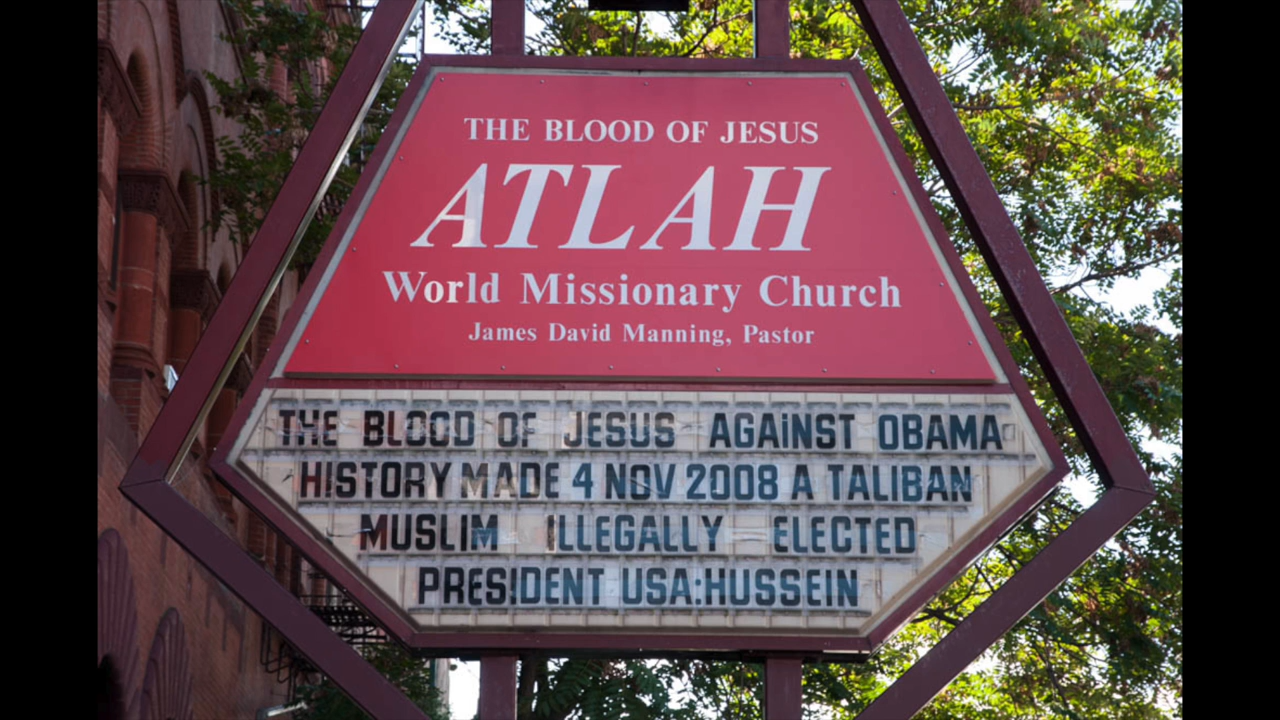 THE BLOOD OF JESUS
ATLAH
World Missionary Church
James David Manning, Pastor
THE BLOOD OF JESUS AGAINST OBAMA
HISTORY MADE 4 NOV 2008 A TALIBAN
MUSLIM ILLEGALLY ELECTED
PRESIDENT USA:HUSSEIN